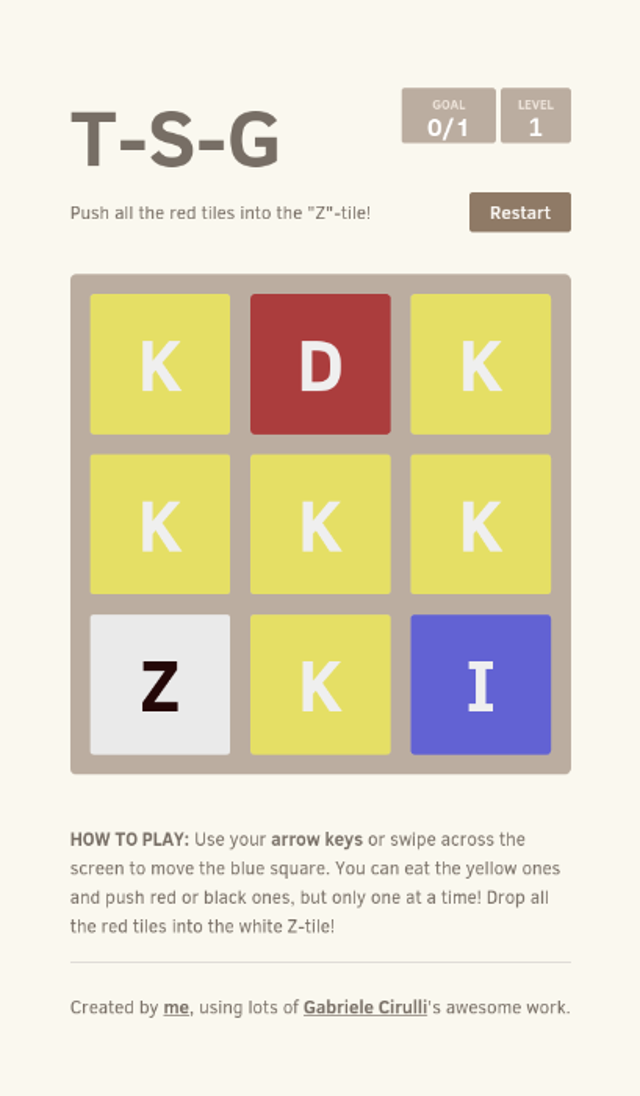 T-S-G
GOAL
0/1
LEVEL
1
Push all the red tiles into the "Z"-tile!
Restart
K D K
K K K
Z K I
HOW TO PLAY: Use your arrow keys or swipe across the
screen to move the blue square. You can eat the yellow ones
and push red or black ones, but only one at a time! Drop all
the red tiles into the white Z-tile!
Created by me, using lots of Gabriele Cirulli's awesome work.